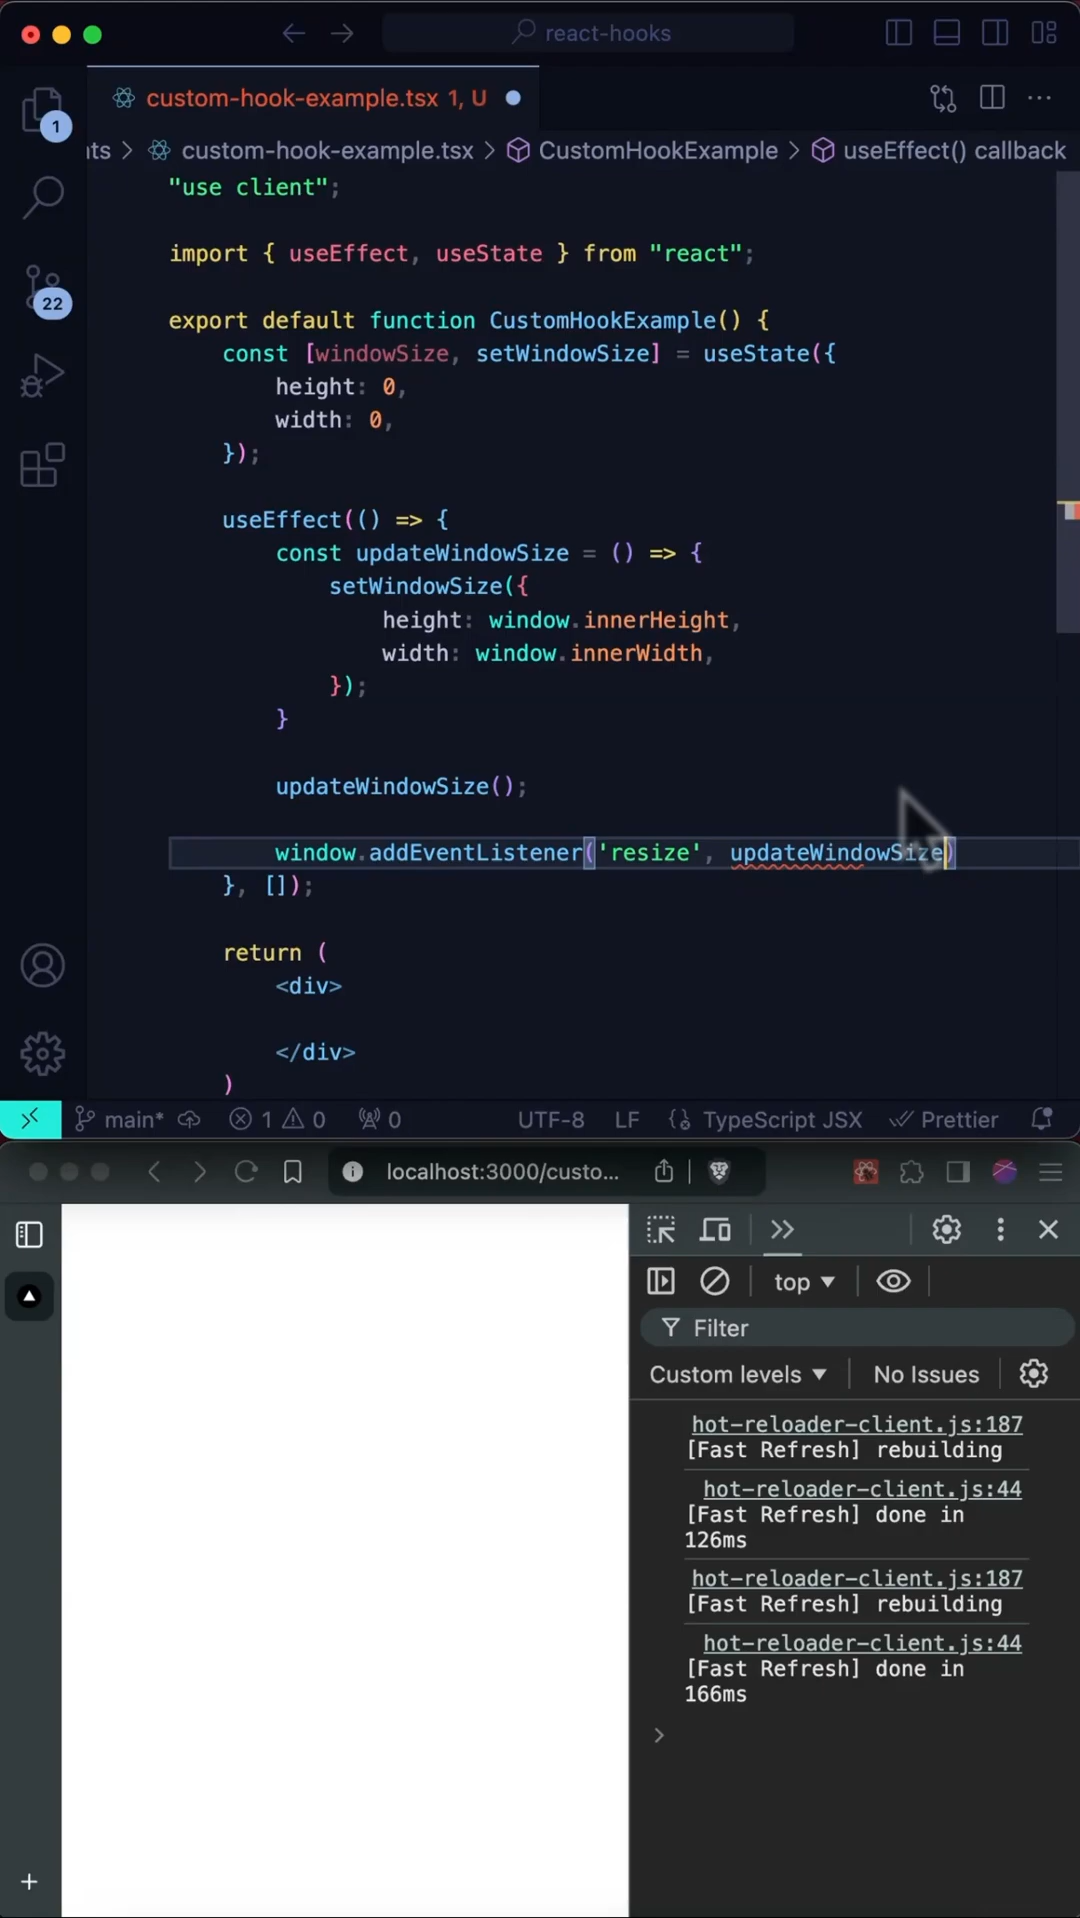 react-hooks
custom-hook-example.tsx 1, U
1
nts > custom-hook-example.tsx > CustomHookExample > useEffect() callback
"use client";
import { useEffect, useState } from "react";
22
export default function CustomHookExample() {
const [windowSize, setWindowSize] = useState({
height: 0,
width: 0,
});
useEffect(() => {
const updateWindowSize = () => {
setWindowSize({
height: window.innerHeight,
width: window.innerWidth,
});
}
updateWindowSize();
window.addEventListener('resize', updateWindowSize)
}, []);
return (
<div>
</div>
)
main* 1 0 0 UTF-8 LF TypeScript JSX Prettier
localhost:3000/custo...
top
Filter
Custom levels No Issues
hot-reloader-client.js:187
[Fast Refresh] rebuilding
hot-reloader-client.js:44
[Fast Refresh] done in
126ms
hot-reloader-client.js:187
[Fast Refresh] rebuilding
hot-reloader-client.js:44
[Fast Refresh] done in
166ms